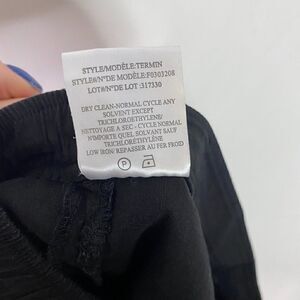 STYLE/MODÈLE:TERMIN
STYLE#/N°DE MODÈLE:F0303208
LOT#/N°DE LOT :317330
DRY CLEAN-NORMAL CYCLE ANY
SOLVENT EXCEPT
TRICHLOROETHYLENE/
NETTOYAGE A SEC - CYCLE NORMAL
N'IMPORTE QUEL SOLVANT SAUF
TRICHLORÉTHYLÈNE
LOW IRON/ REPASSER AU FER FROID
P